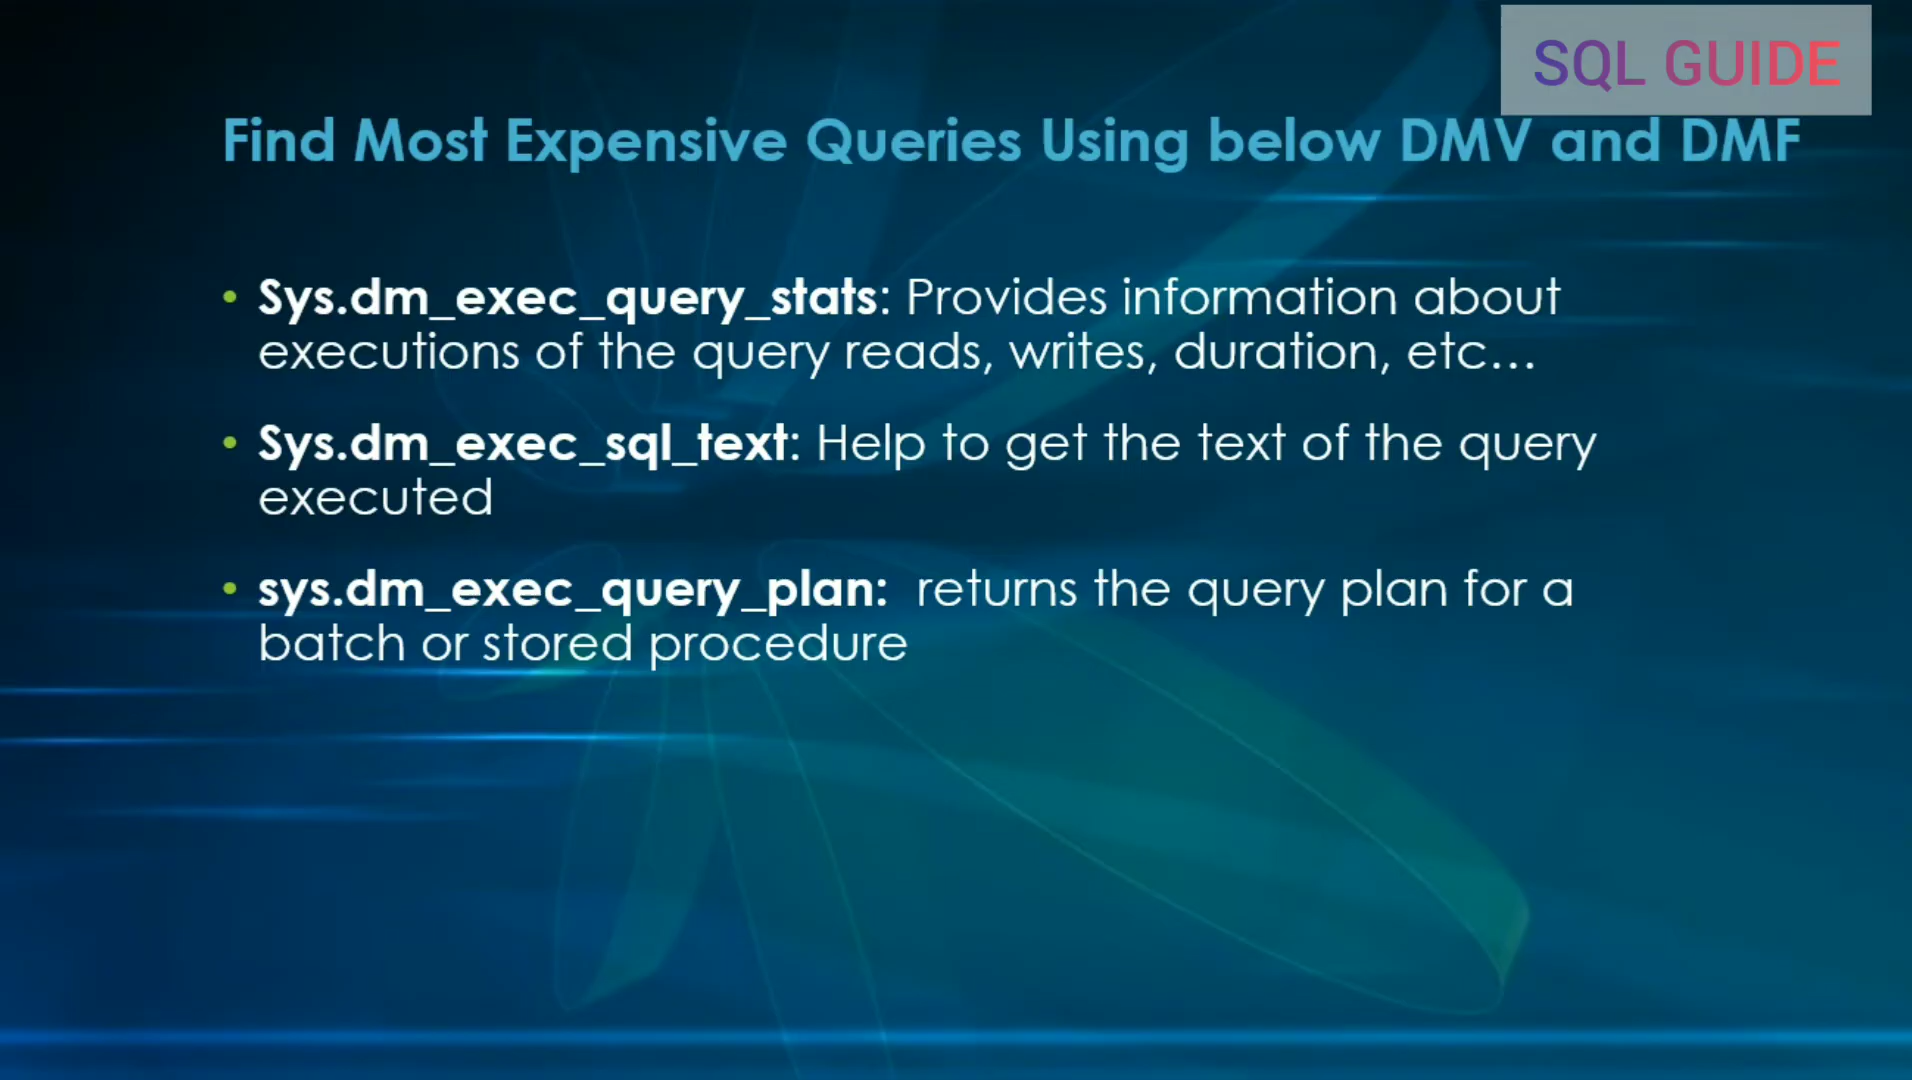 SQL GUIDE
Find Most Expensive Queries Using below DMV and DMF
• Sys.dm_exec_query_stats: Provides information about
executions of the query reads, writes, duration, etc...
• Sys.dm_exec_sql_text: Help to get the text of the query
executed
• sys.dm_exec_query_plan: returns the query plan for a
batch or stored procedure